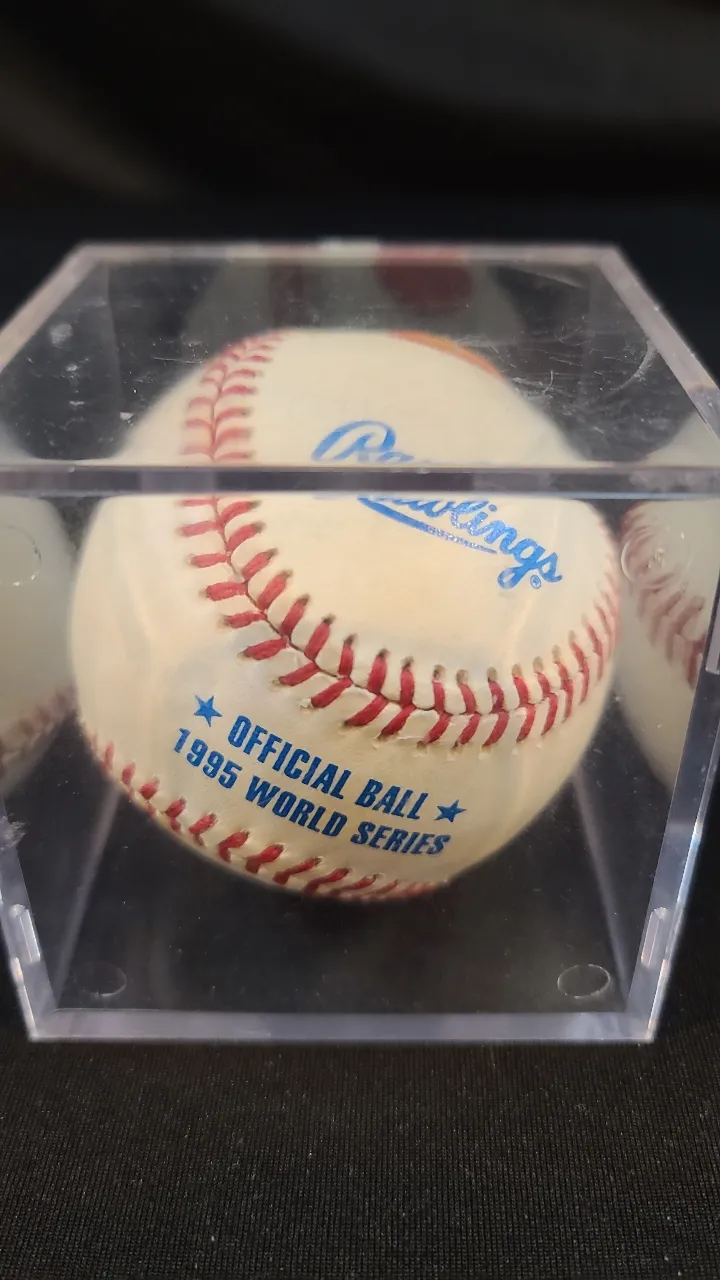 Rawlings®
★ OFFICIAL BALL ★
1995 WORLD SERIES